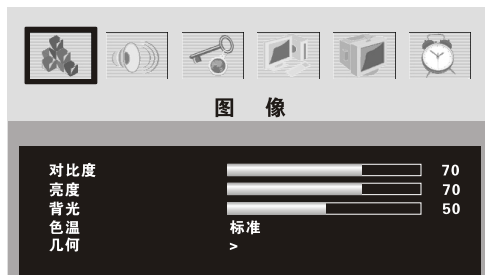 图 像
对比度 70
亮度 70
背光 50
色温 标准
几何 >